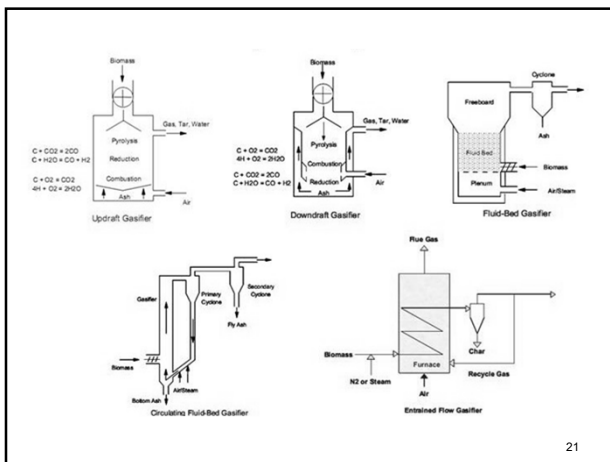 Biomass
Gas, Tar, Water
Pyrolysis
C + CO2 = 2CO
C + H2O = CO + H2
Reduction
Combustion
C + O2 = CO2
4H + O2 = 2H2O
Ash
Air
Updraft Gasifier
Biomass
Gas, Tar, Water
Pyrolysis
C + O2 = CO2
4H + O2 = 2H2O
Combustion
C + CO2 = 2CO
C + H2O = CO + H2
Reduction
Ash
Air
Downdraft Gasifier
Cyclone
Freeboard
Ash
Fluid Bed
Biomass
Plenum
Air/Steam
Fluid-Bed Gasifier
Gasifier
Primary
Cyclone
Secondary
Cyclone
Fly Ash
Biomass
Air/Steam
Bottom Ash
Circulating Fluid-Bed Gasifier
Flue Gas
Biomass
Furnace
Char
N2 or Steam
Recycle Gas
Air
Entrained Flow Gasifier
21